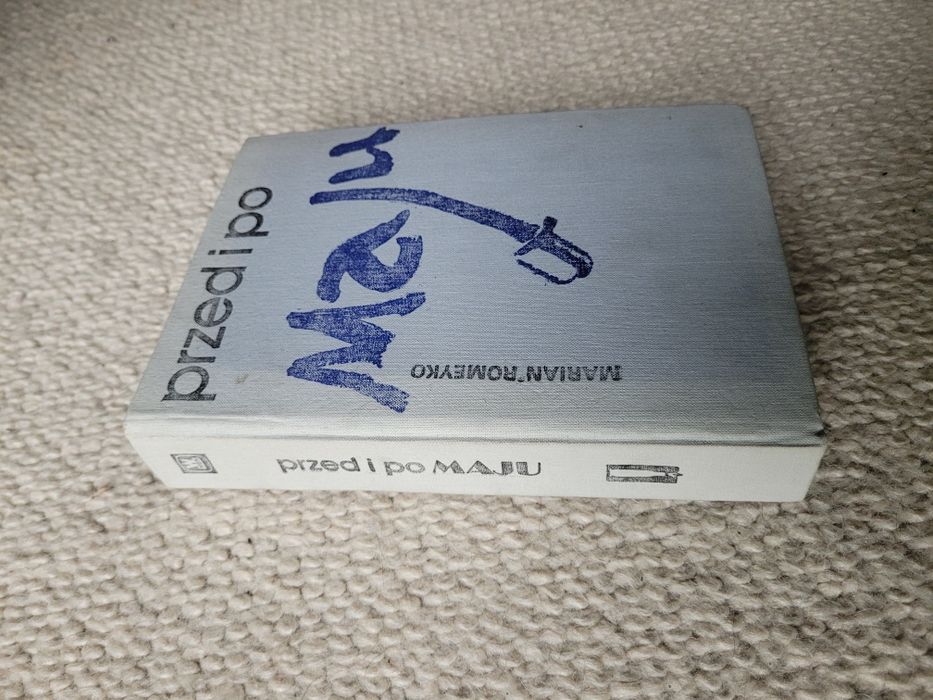 przed i po
Maju
MARIAN ROMEYKO
przed i po MAJU